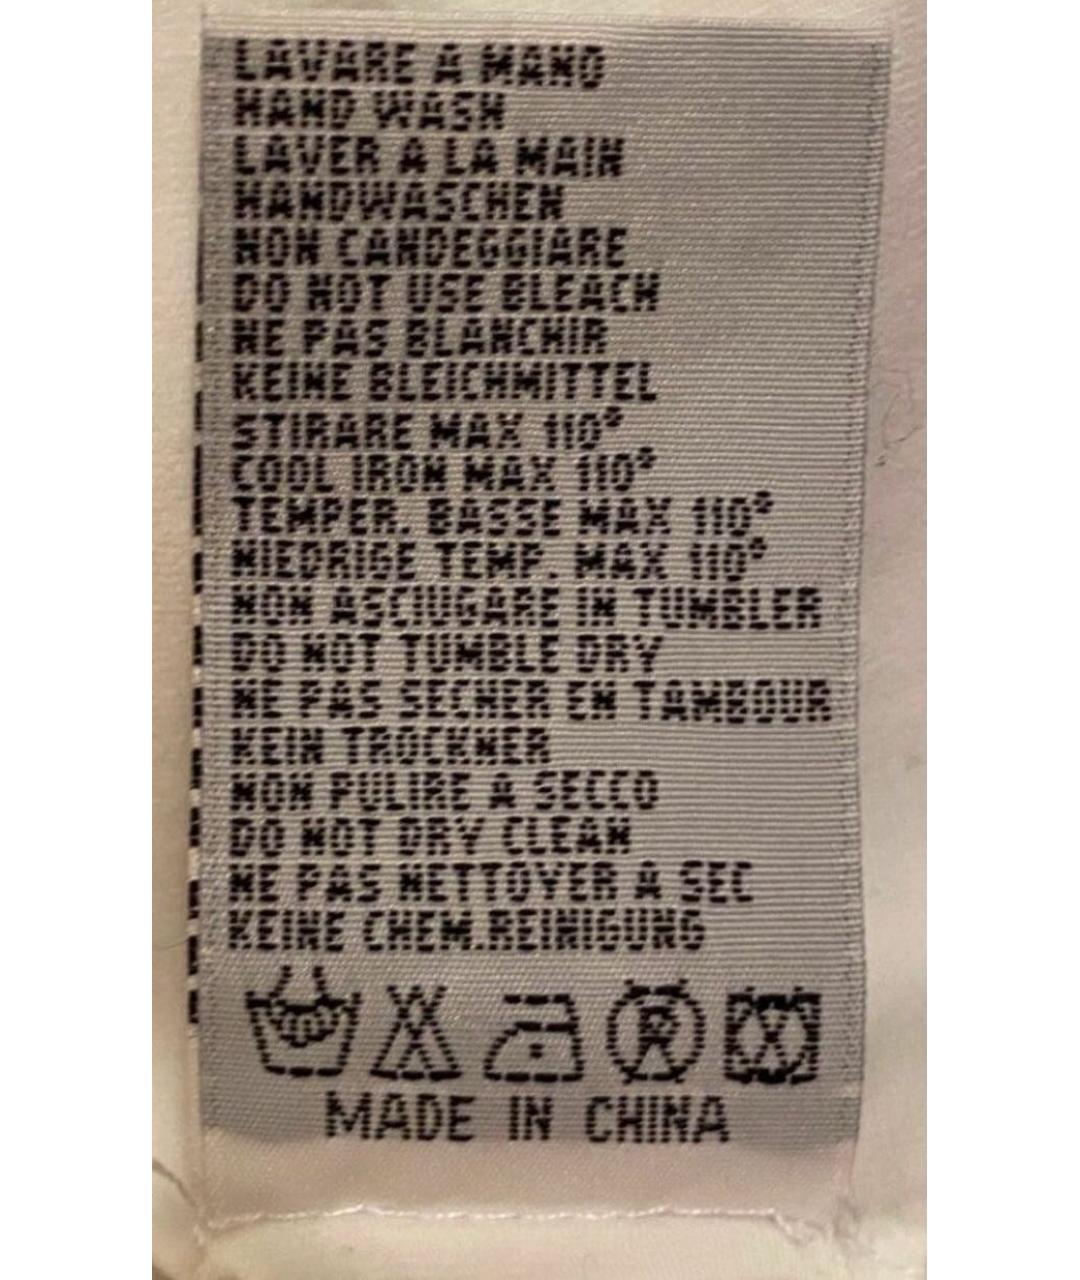 LAVARE A MANO
HAND WASH
LAVER A LA MAIN
HANDWASCHEN
NON CANDEGGIARE
DO NOT USE BLEACH
NE PAS BLANCHIR
KEINE BLEICHMITTEL
STIRARE MAX 110°
COOL IRON MAX 110°
TEMPER. BASSE MAX 110°
NIEDRIGE TEMP. MAX 110°
NON ASCIUGARE IN TUMBLER
DO NOT TUMBLE DRY
NE PAS SECHER EN TAMBOUR
KEIN TROCKNER
NON PULIRE A SECCO
DO NOT DRY CLEAN
NE PAS NETTOYER A SEC
KEINE CHEM.REINIGUNG
MADE IN CHINA